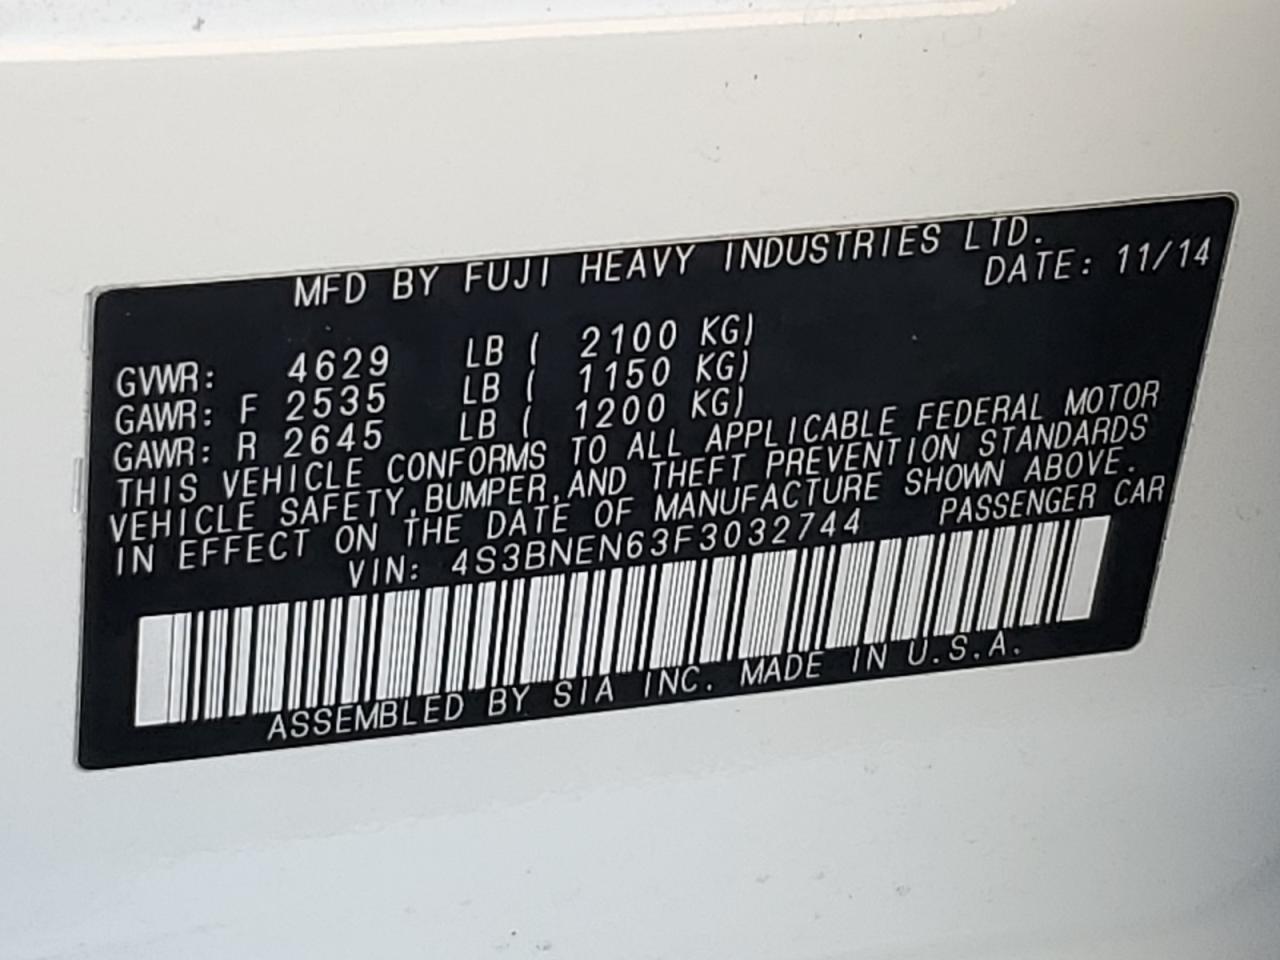 MFD BY FUJI HEAVY INDUSTRIES LTD.
DATE: 11/14
GVWR: 4629 LB ( 2100 KG)
GAWR: F 2535 LB ( 1150 KG)
GAWR: R 2645 LB ( 1200 KG)
THIS VEHICLE CONFORMS TO ALL APPLICABLE FEDERAL MOTOR
VEHICLE SAFETY,BUMPER,AND THEFT PREVENTION STANDARDS
IN EFFECT ON THE DATE OF MANUFACTURE SHOWN ABOVE.
VIN: 4S3BNEN63F3032744 PASSENGER CAR
ASSEMBLED BY SIA INC. MADE IN U.S.A.